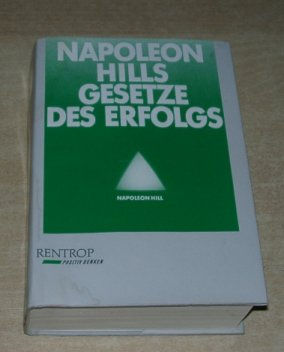 NAPOLEON
HILLS
GESETZE
DES ERFOLGS
NAPOLEON HILL
RENTROP
POSITIV DENKEN